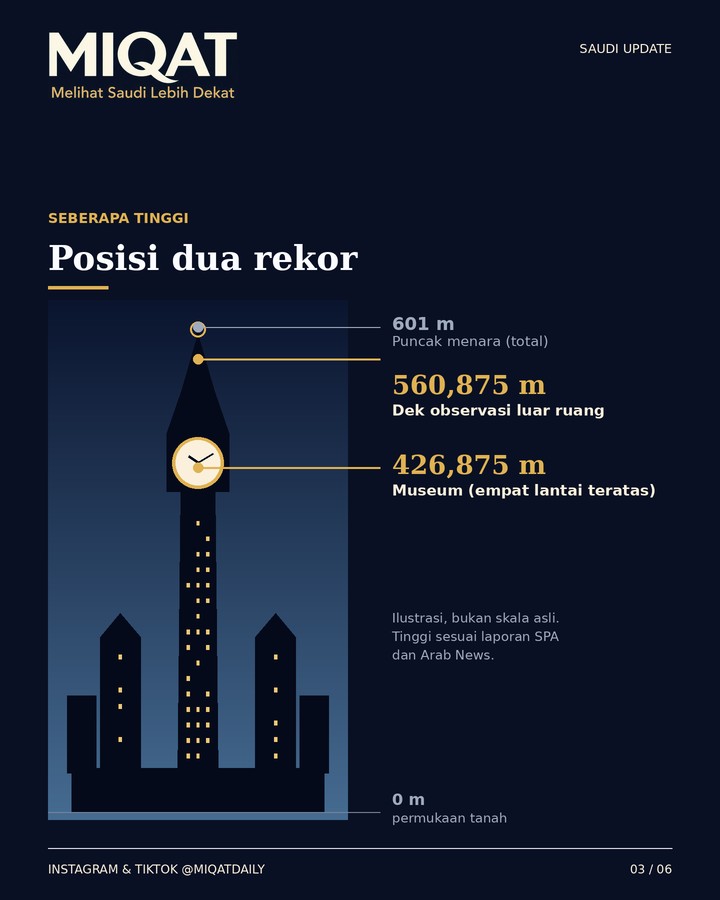 MIQAT
Melihat Saudi Lebih Dekat
SAUDI UPDATE
SEBERAPA TINGGI
Posisi dua rekor
601 m
Puncak menara (total)
560,875 m
Dek observasi luar ruang
426,875 m
Museum (empat lantai teratas)
Ilustrasi, bukan skala asli.
Tinggi sesuai laporan SPA
dan Arab News.
0 m
permukaan tanah
INSTAGRAM & TIKTOK @MIQATDAILY
03 / 06